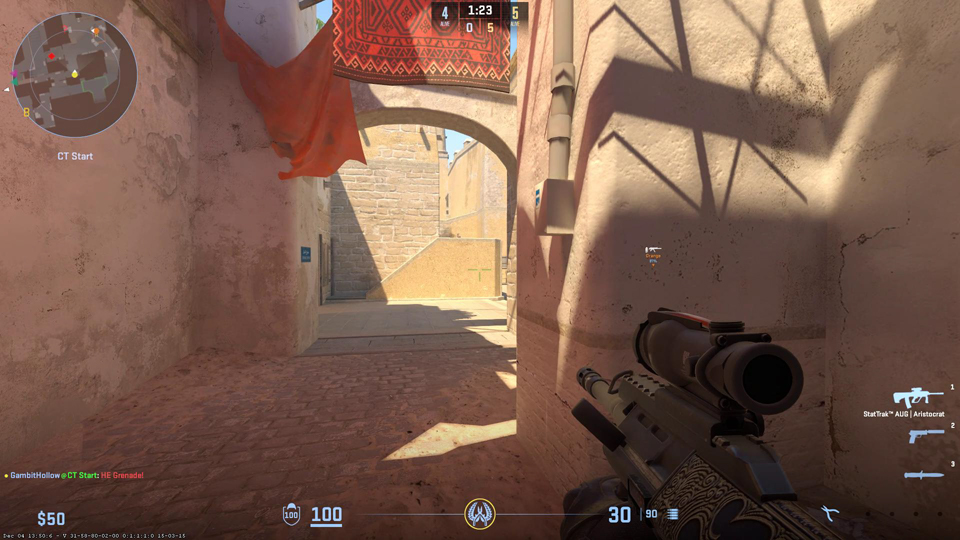 4 1:23 5
0 5
CT Start
B
Orange
1
StatTrak™ AUG | Aristocrat
2
3
GambitHollow@CT Start: HE Grenade!
$50
100 100
30 | 90